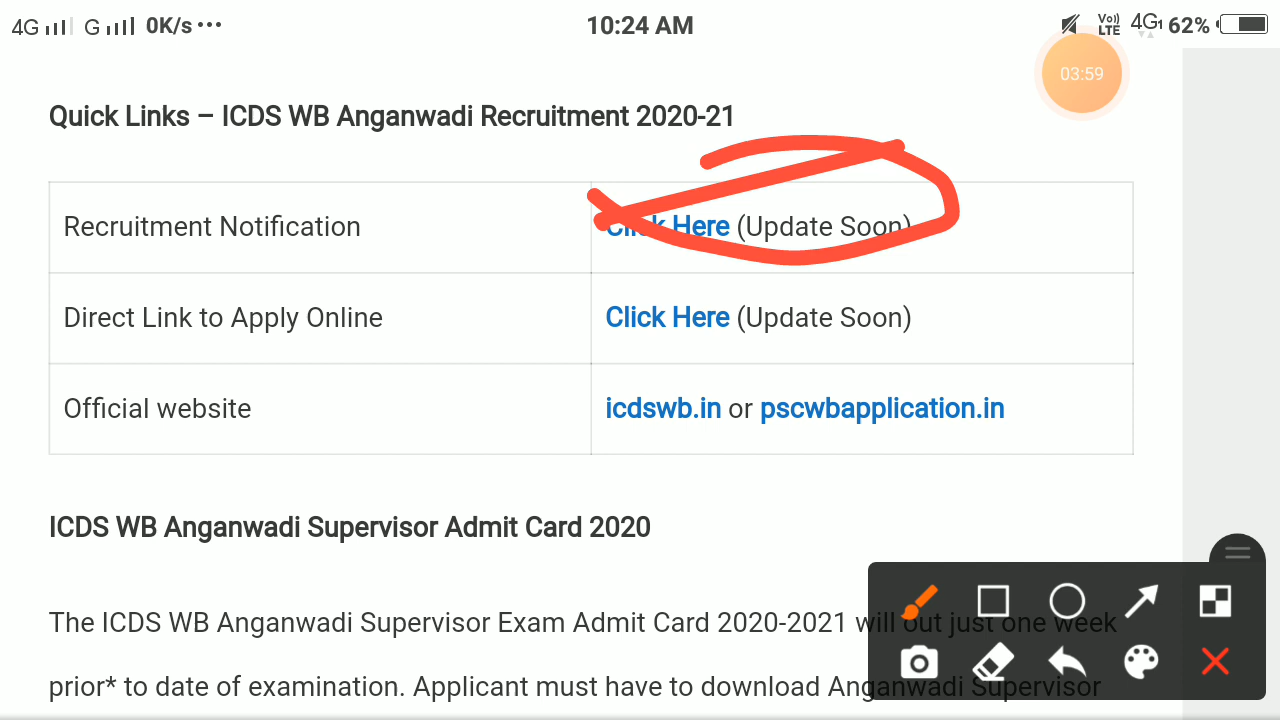 4G G 0K/s ··· 10:24 AM Vo)) LTE 4G1 62%
03:59
Quick Links – ICDS WB Anganwadi Recruitment 2020-21
Recruitment Notification Click Here (Update Soon)
Direct Link to Apply Online Click Here (Update Soon)
Official website icdswb.in or pscwbapplication.in
ICDS WB Anganwadi Supervisor Admit Card 2020
The ICDS WB Anganwadi Supervisor Exam Admit Card 2020-2021 will out just one week
prior* to date of examination. Applicant must have to download Anganwadi Supervisor